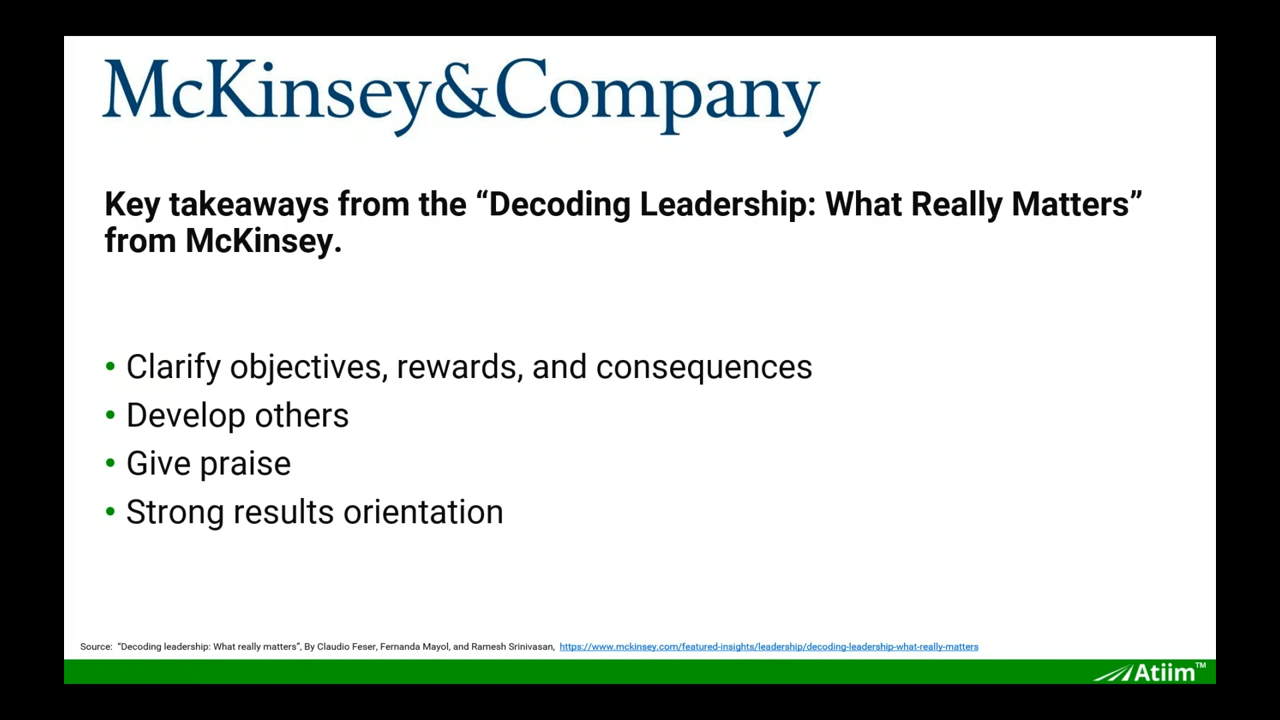 McKinsey&Company
Key takeaways from the “Decoding Leadership: What Really Matters”
from McKinsey.
• Clarify objectives, rewards, and consequences
• Develop others
• Give praise
• Strong results orientation
Source: “Decoding leadership: What really matters”, By Claudio Feser, Fernanda Mayol, and Ramesh Srinivasan, https://www.mckinsey.com/featured-insights/leadership/decoding-leadership-what-really-matters
Atiim™